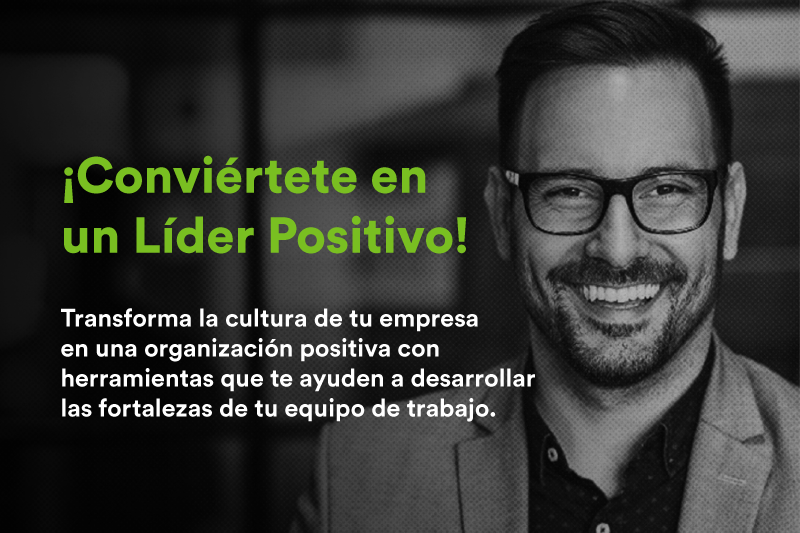 ¡Conviértete en
un Líder Positivo!
Transforma la cultura de tu empresa
en una organización positiva con
herramientas que te ayuden a desarrollar
las fortalezas de tu equipo de trabajo.